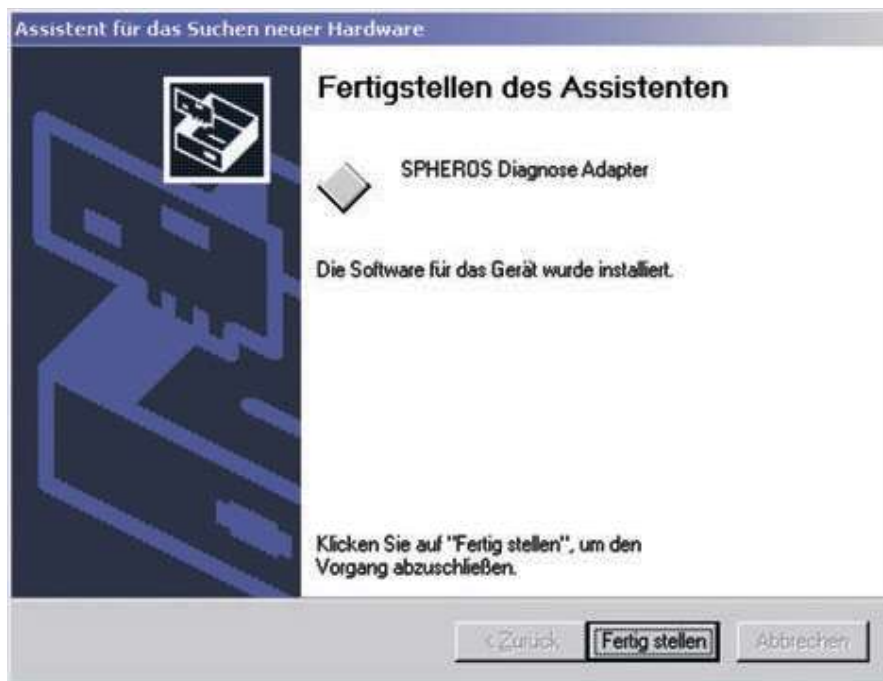 Assistent für das Suchen neuer Hardware
Fertigstellen des Assistenten
SPHEROS Diagnose Adapter
Die Software für das Gerät wurde installiert.
Klicken Sie auf "Fertig stellen", um den
Vorgang abzuschließen.
< Zurück
Fertig stellen
Abbrechen